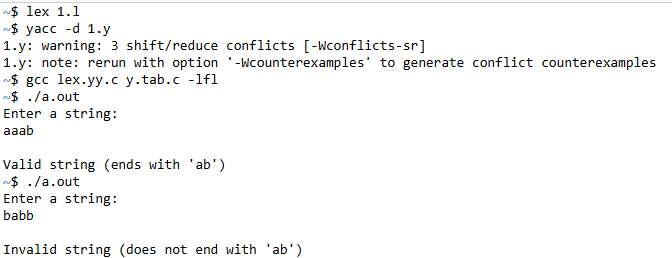 ~$ lex 1.l
~$ yacc -d 1.y
1.y: warning: 3 shift/reduce conflicts [-Wconflicts-sr]
1.y: note: rerun with option '-Wcounterexamples' to generate conflict counterexamples
~$ gcc lex.yy.c y.tab.c -lfl
~$ ./a.out
Enter a string:
aaab
Valid string (ends with 'ab')
~$ ./a.out
Enter a string:
babb
Invalid string (does not end with 'ab')